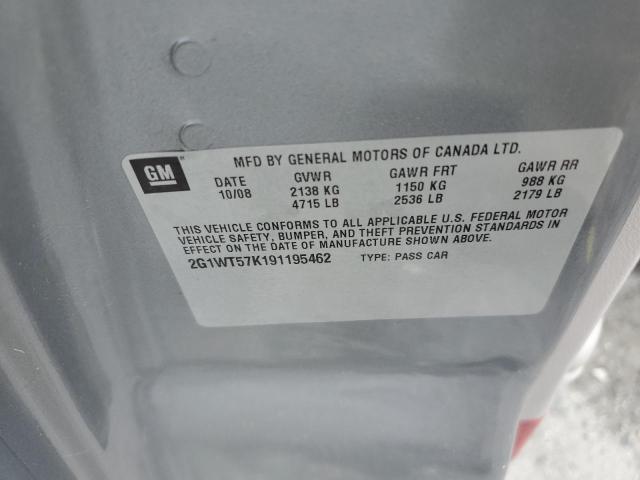 GM
MFD BY GENERAL MOTORS OF CANADA LTD.
DATE GVWR GAWR FRT GAWR RR
10/08 2138 KG 1150 KG 988 KG
4715 LB 2536 LB 2179 LB
THIS VEHICLE CONFORMS TO ALL APPLICABLE U.S. FEDERAL MOTOR
VEHICLE SAFETY, BUMPER, AND THEFT PREVENTION STANDARDS IN
EFFECT ON THE DATE OF MANUFACTURE SHOWN ABOVE.
2G1WT57K191195462 TYPE: PASS CAR